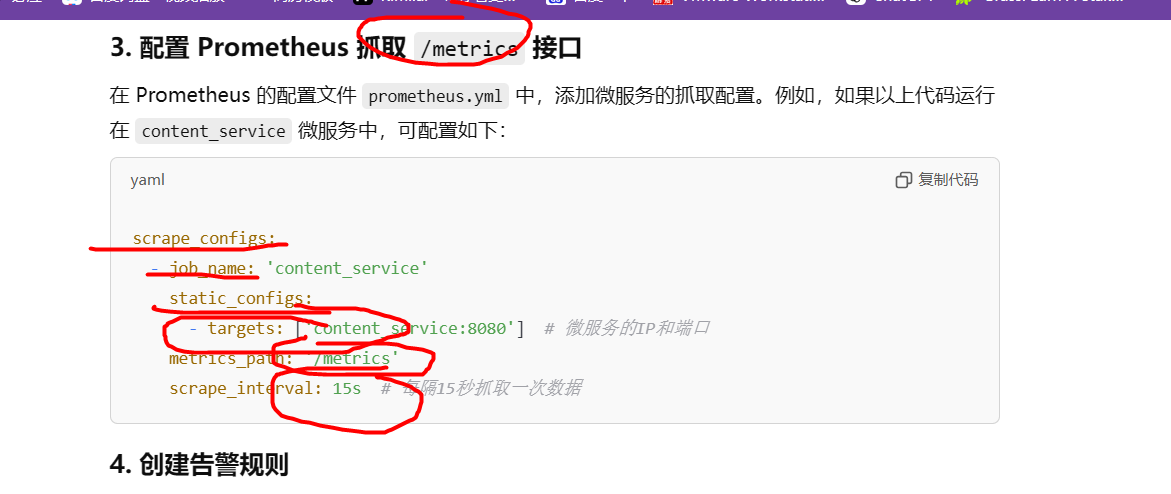 3. 配置 Prometheus 抓取 /metrics 接口
在 Prometheus 的配置文件 prometheus.yml 中，添加微服务的抓取配置。例如，如果以上代码运行
在 content_service 微服务中，可配置如下：
yaml 复制代码
scrape_configs:
- job_name: 'content_service'
static_configs:
- targets: ['content_service:8080'] # 微服务的IP和端口
metrics_path: '/metrics'
scrape_interval: 15s # 每隔15秒抓取一次数据
4. 创建告警规则